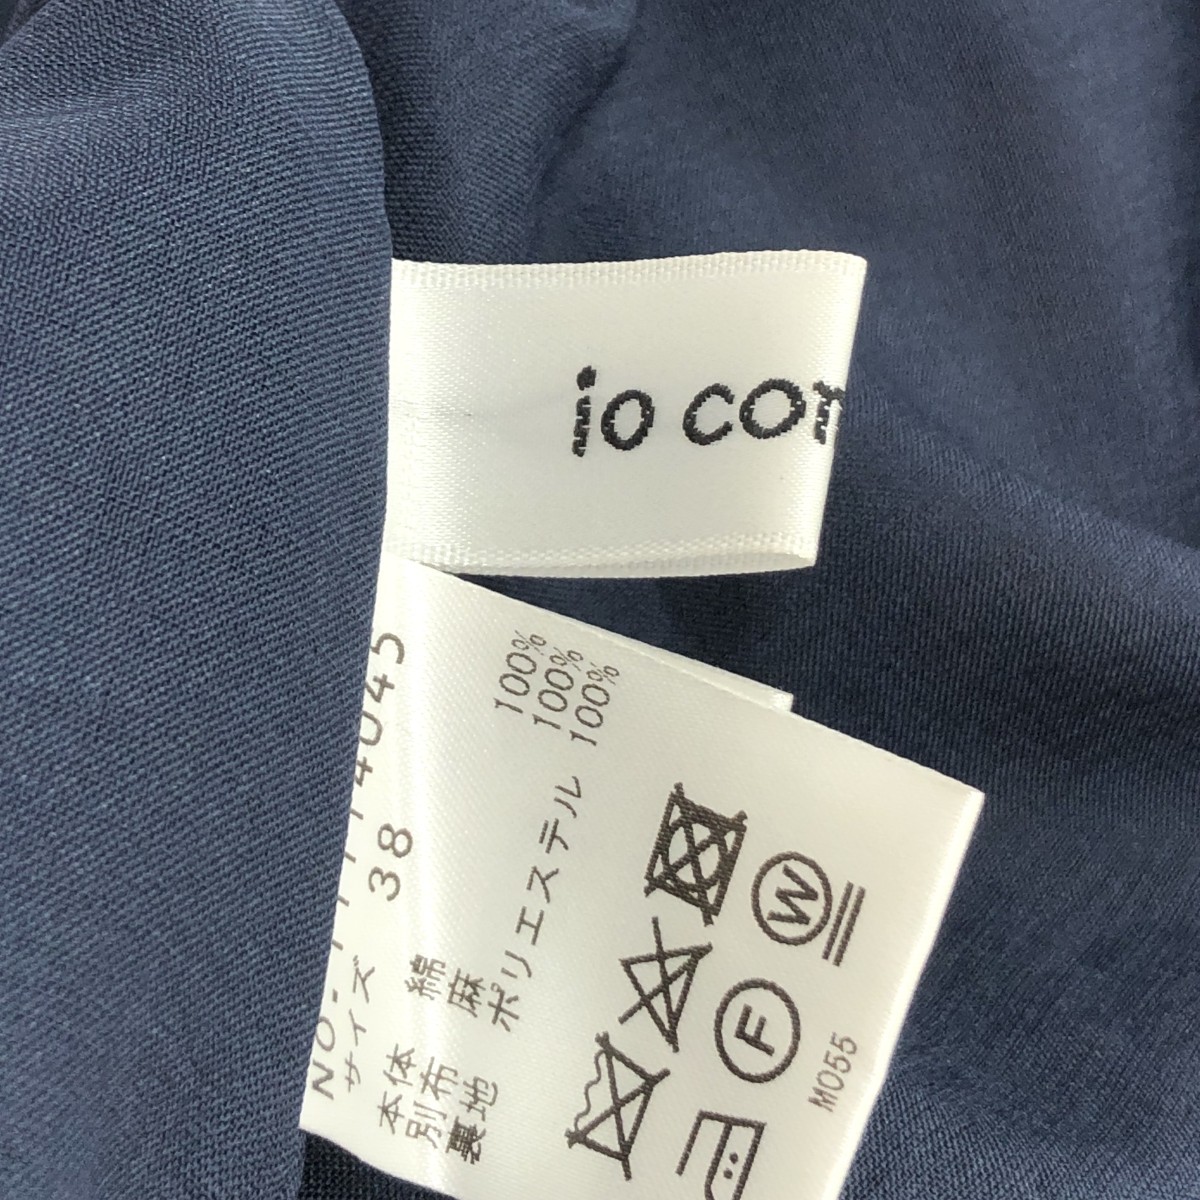 io com
NO-
14045
サイズ 38
本体 綿 100%
別布 麻 100%
裏地 ポリエステル 100%
W
F
M055